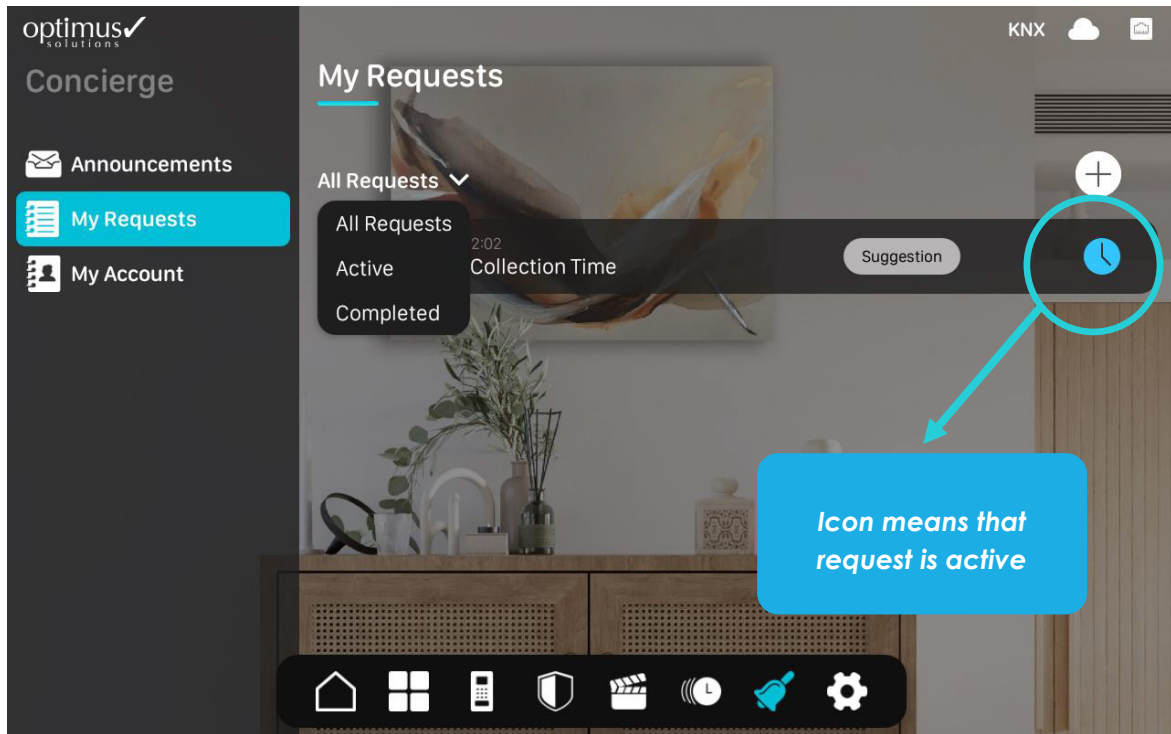 optimus✓
solutions
KNX
Concierge
My Requests
Announcements
My Requests
My Account
All Requests
All Requests
Active
Completed
2:02
Collection Time
Suggestion
Icon means that
request is active
L